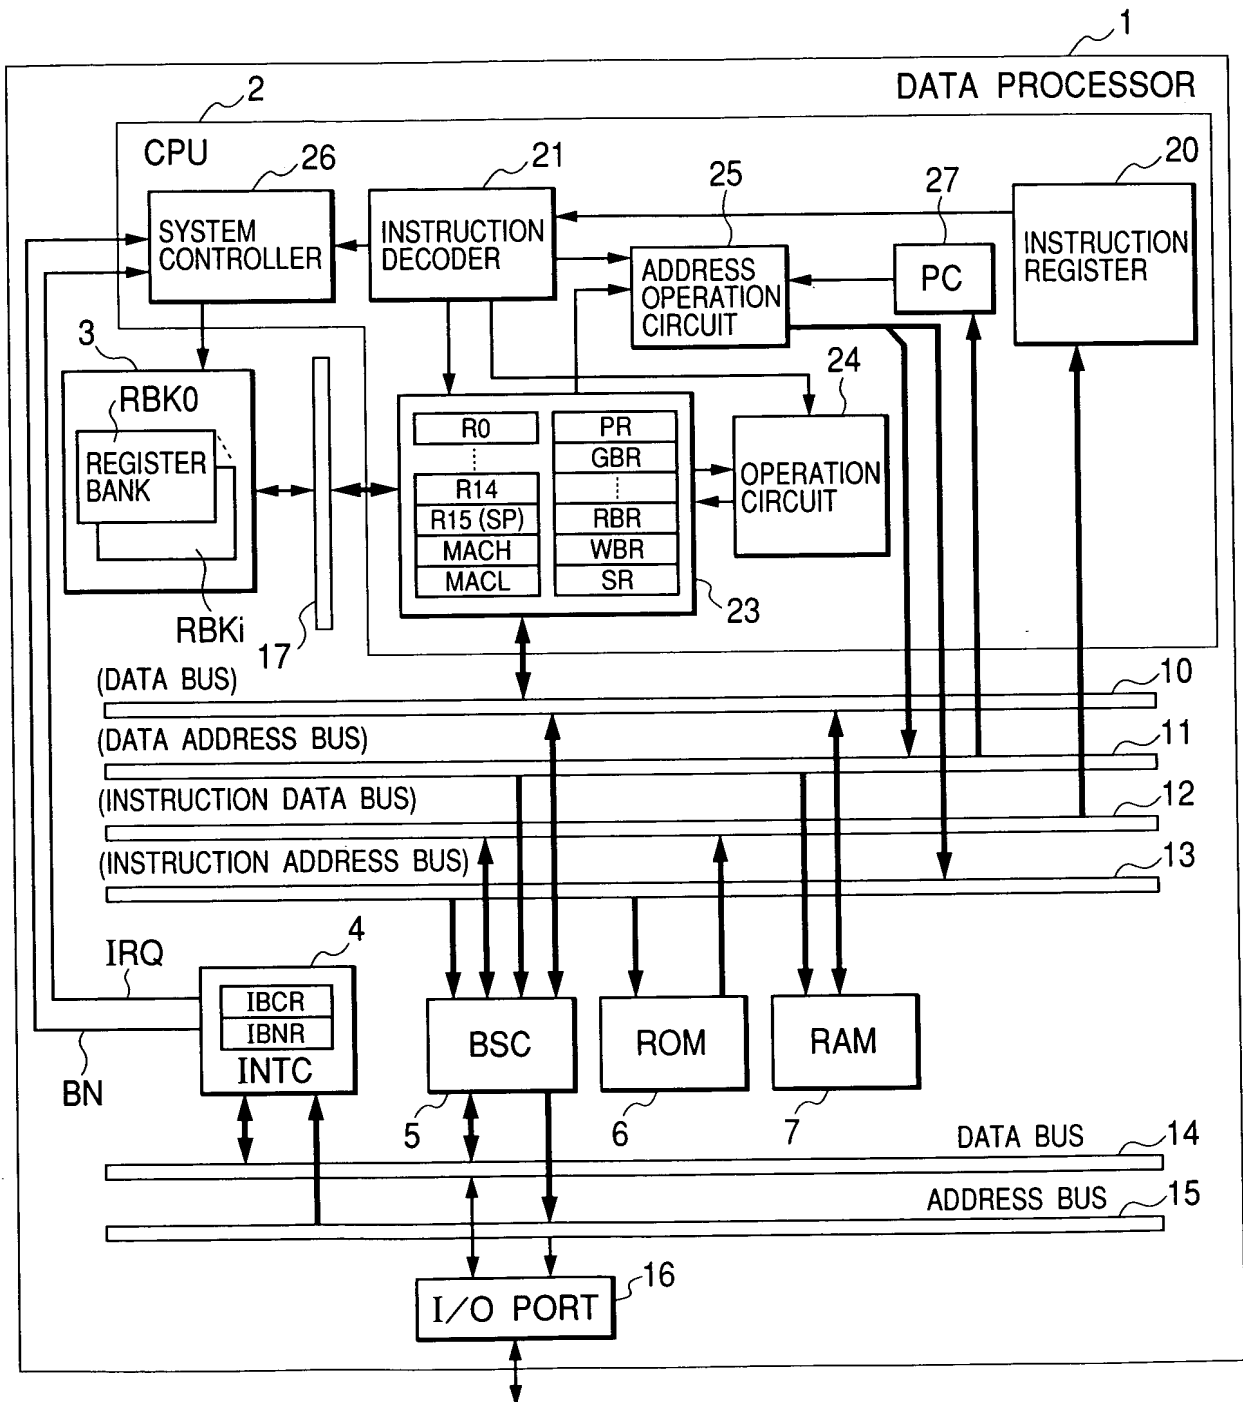 1
DATA PROCESSOR
2
CPU
26
21
25
27
20
SYSTEM
CONTROLLER
INSTRUCTION
DECODER
ADDRESS
OPERATION
CIRCUIT
PC
INSTRUCTION
REGISTER
3
RBK0
REGISTER
BANK
RBKi
17
R0
R14
R15 (SP)
MACH
MACL
PR
GBR
RBR
WBR
SR
23
24
OPERATION
CIRCUIT
(DATA BUS)
10
(DATA ADDRESS BUS)
11
(INSTRUCTION DATA BUS)
12
(INSTRUCTION ADDRESS BUS)
13
IRQ
4
IBCR
IBNR
INTC
BN
BSC
5
ROM
6
RAM
7
DATA BUS
14
ADDRESS BUS
15
I/O PORT
16